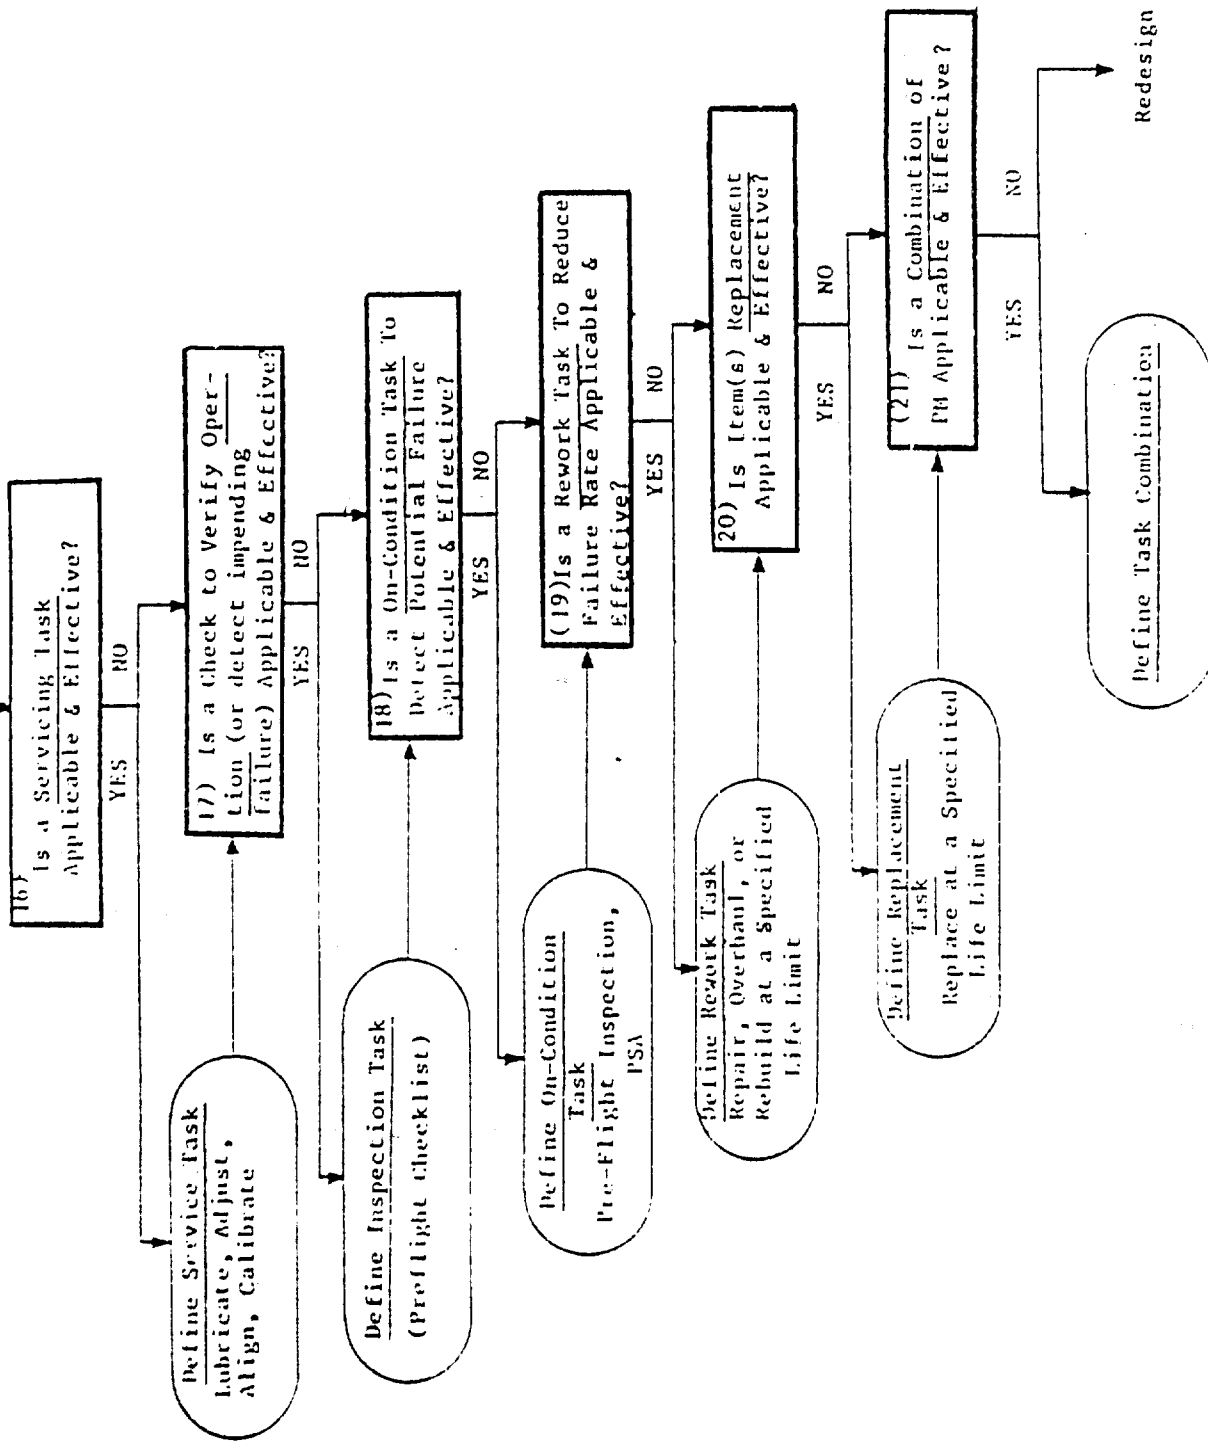 16)
Is a Servicing Task
Applicable & Effective?
YES
NO
Define Service Task
Lubricate, Adjust,
Align, Calibrate
17) Is a Check to Verify Oper-
tion (or detect impending
failure) Applicable & Effective?
YES
NO
Define Inspection Task
(Preflight Checklist)
18) Is a On-Condition Task To
Detect Potential Failure
Applicable & Effective?
YES
NO
Define On-Condition
Task
Pre-Flight Inspection,
PSA
(19)Is a Rework Task To Reduce
Failure Rate Applicable &
Effective?
YES
NO
Define Rework Task
Repair, Overhaul, or
Rebuild at a Specified
Life Limit
20) Is Item(s) Replacement
Applicable & Effective?
YES
NO
Define Replacement
Task
Replace at a Specified
Life Limit
(21) Is a Combination of
PM Applicable & Effective?
YES
NO
Define Task Combination
Redesign